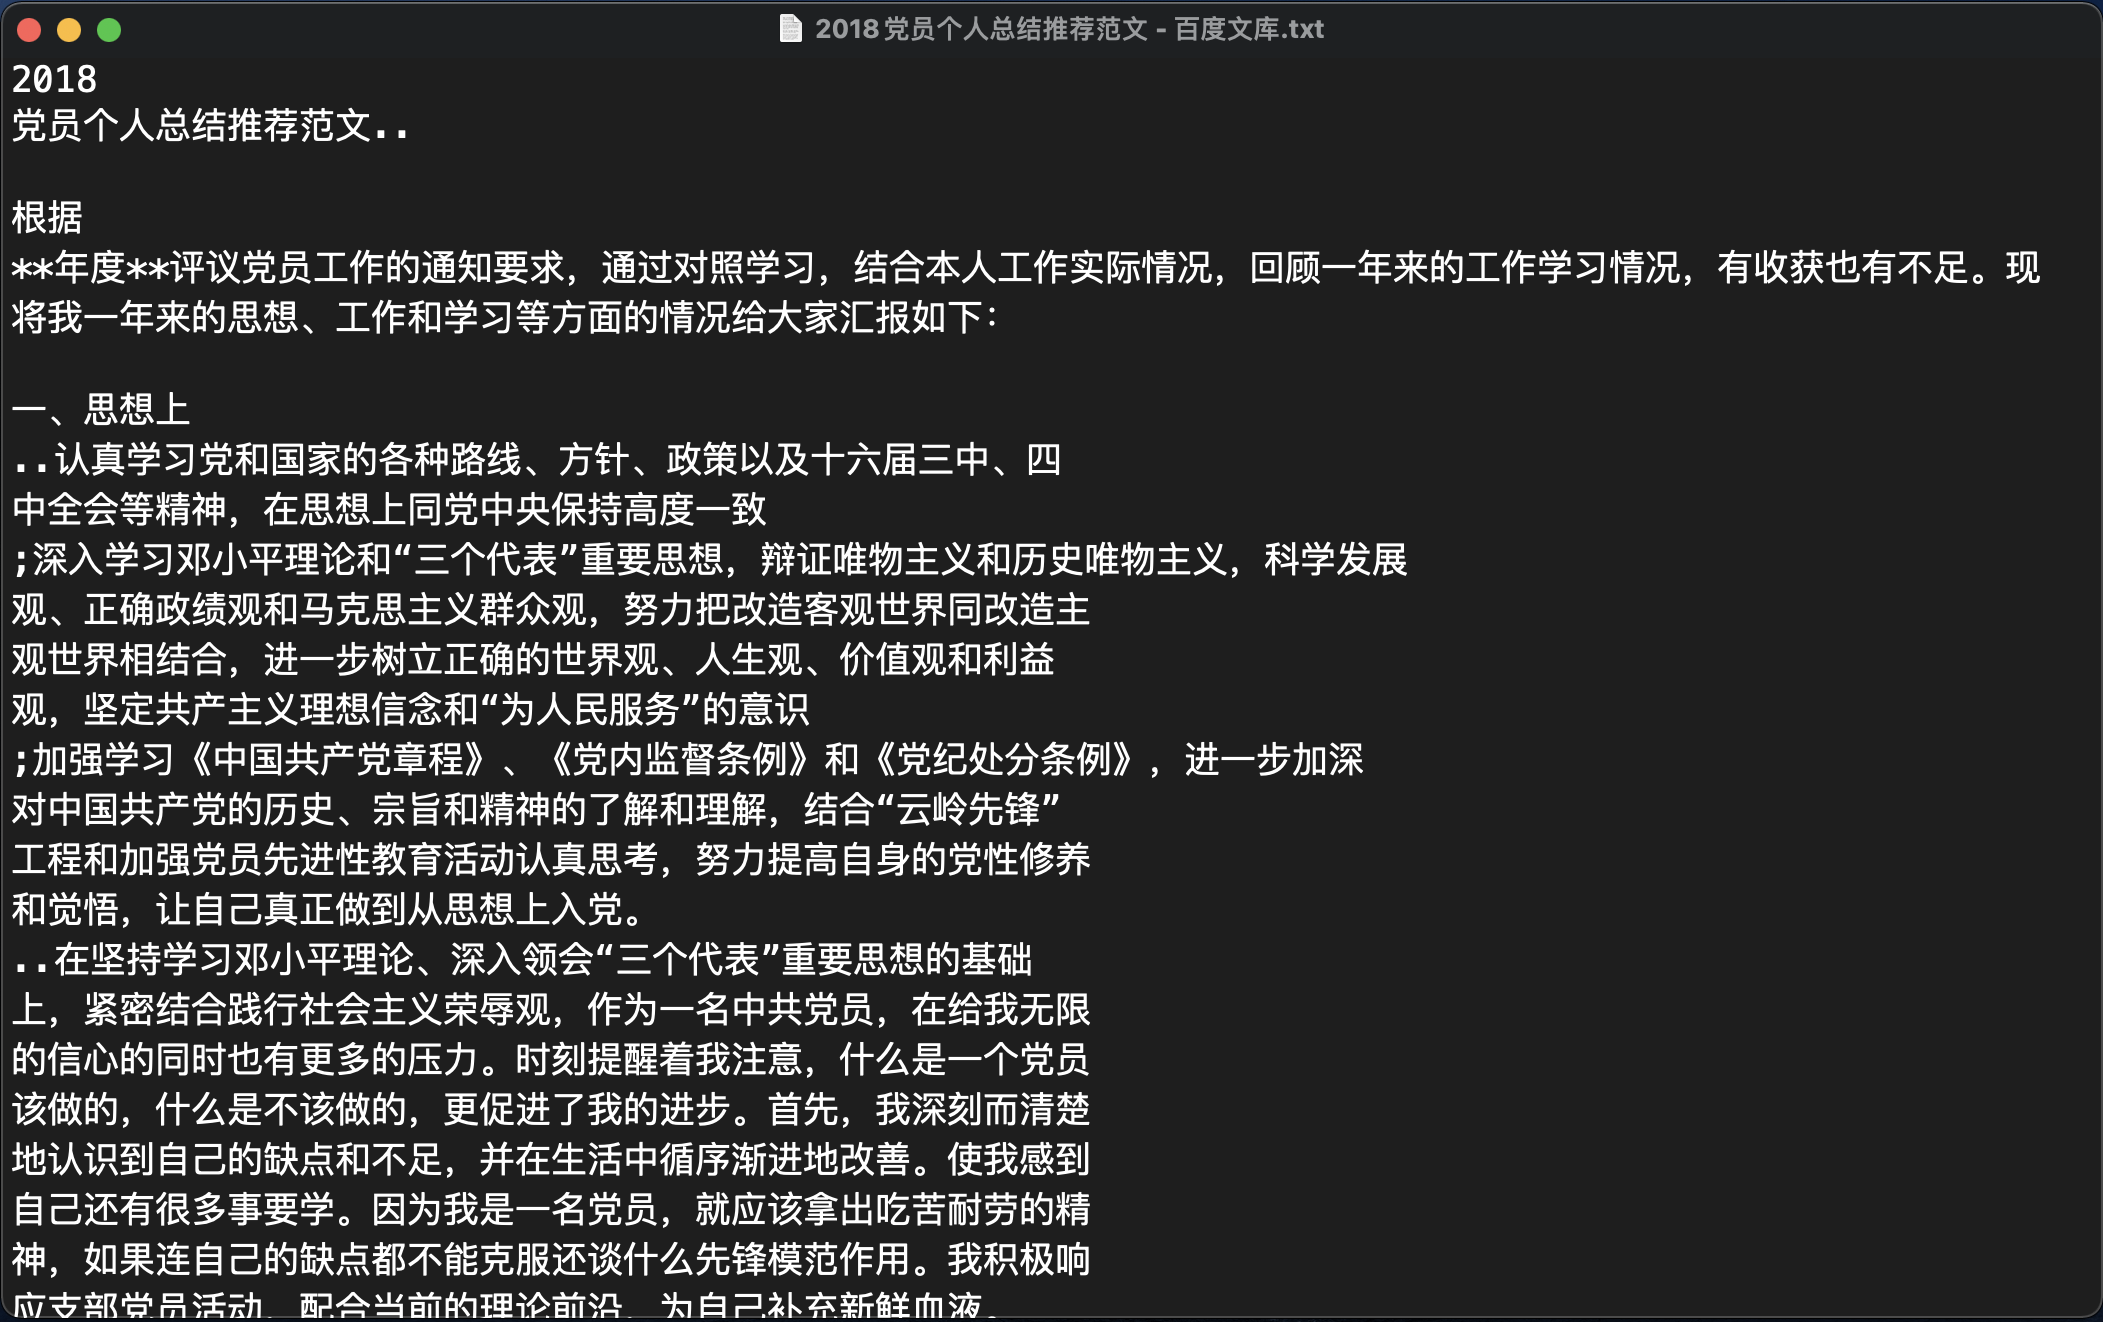 2018党员个人总结推荐范文 - 百度文库.txt
2018
党员个人总结推荐范文..
根据
**年度**评议党员工作的通知要求，通过对照学习，结合本人工作实际情况，回顾一年来的工作学习情况，有收获也有不足。现
将我一年来的思想、工作和学习等方面的情况给大家汇报如下：
一、思想上
..认真学习党和国家的各种路线、方针、政策以及十六届三中、四
中全会等精神，在思想上同党中央保持高度一致
;深入学习邓小平理论和“三个代表”重要思想，辩证唯物主义和历史唯物主义，科学发展
观、正确政绩观和马克思主义群众观，努力把改造客观世界同改造主
观世界相结合，进一步树立正确的世界观、人生观、价值观和利益
观，坚定共产主义理想信念和“为人民服务”的意识
;加强学习《中国共产党章程》、《党内监督条例》和《党纪处分条例》，进一步加深
对中国共产党的历史、宗旨和精神的了解和理解，结合“云岭先锋”
工程和加强党员先进性教育活动认真思考，努力提高自身的党性修养
和觉悟，让自己真正做到从思想上入党。
..在坚持学习邓小平理论、深入领会“三个代表”重要思想的基础
上，紧密结合践行社会主义荣辱观，作为一名中共党员，在给我无限
的信心的同时也有更多的压力。时刻提醒着我注意，什么是一个党员
该做的，什么是不该做的，更促进了我的进步。首先，我深刻而清楚
地认识到自己的缺点和不足，并在生活中循序渐进地改善。使我感到
自己还有很多事要学。因为我是一名党员，就应该拿出吃苦耐劳的精
神，如果连自己的缺点都不能克服还谈什么先锋模范作用。我积极响
应支部党员活动，配合当前的理论前沿，为自己补充新鲜血液。